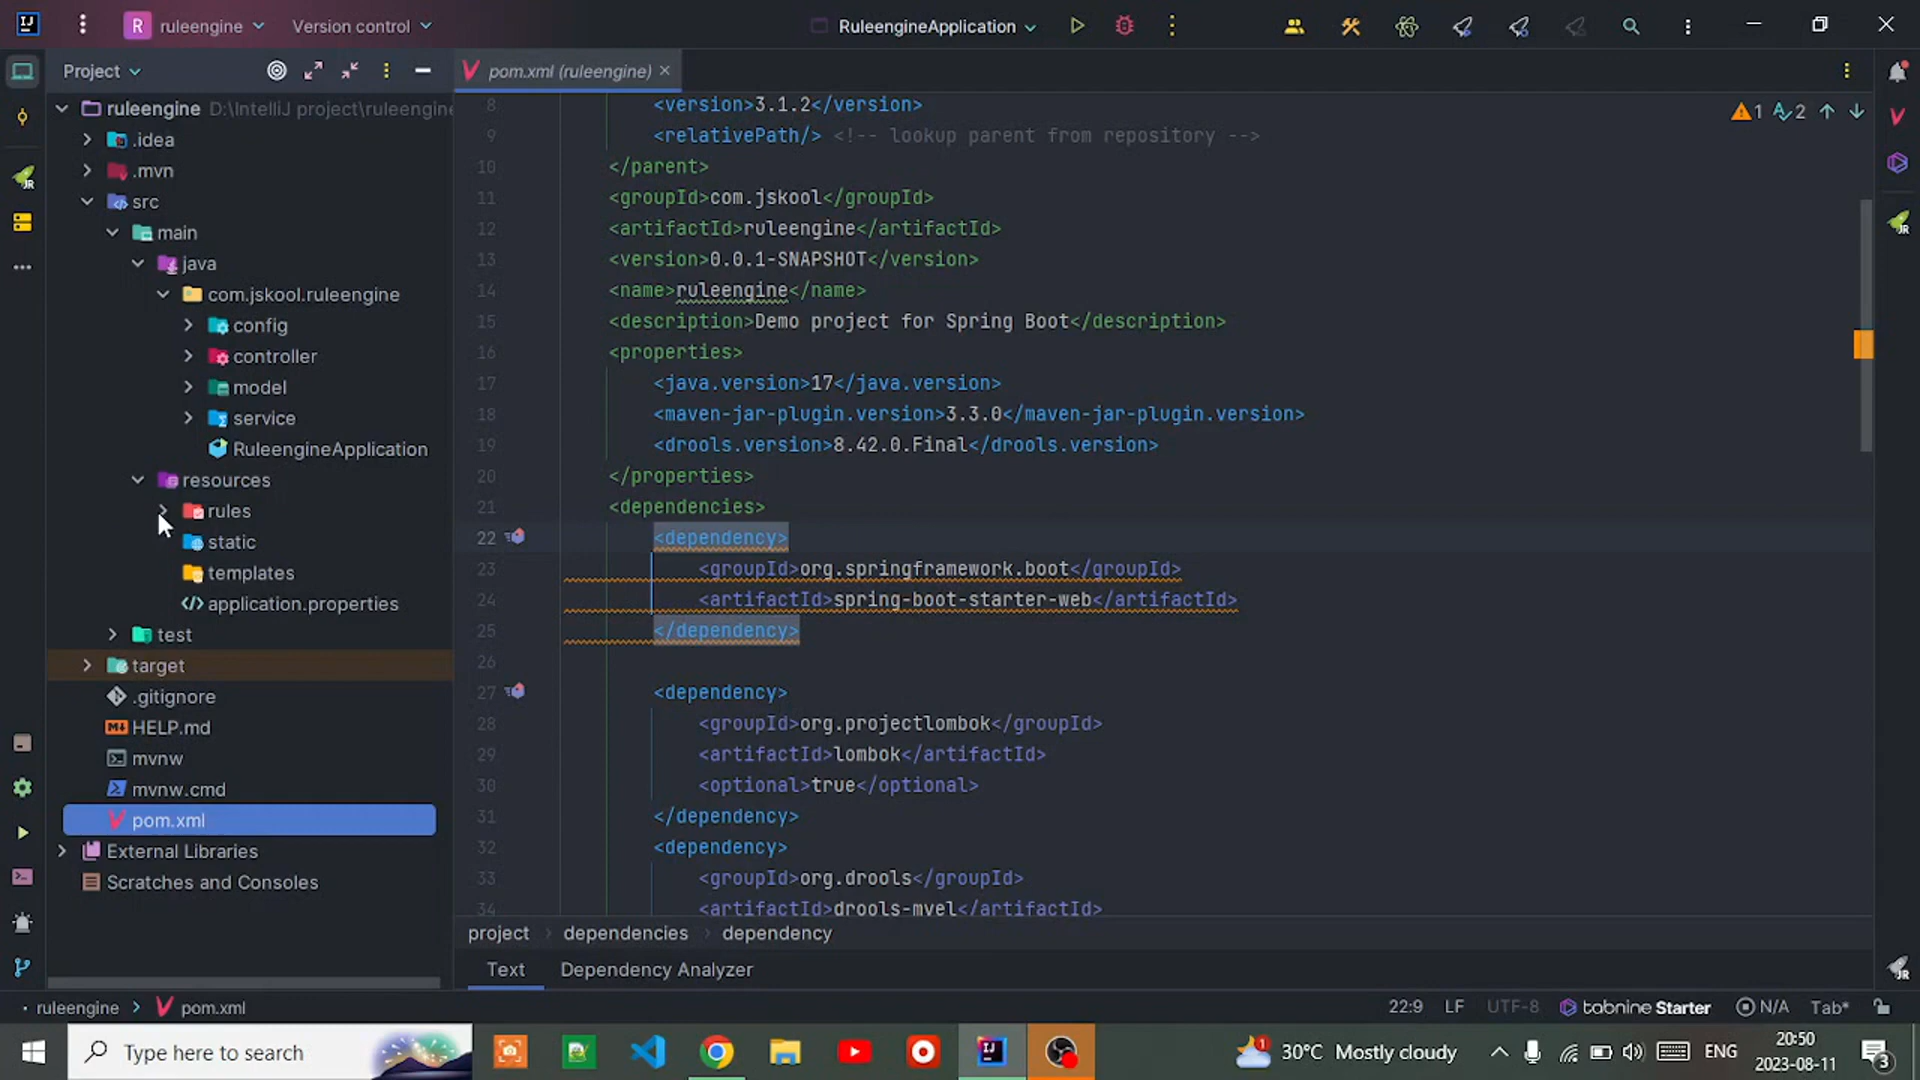 ruleengine
Version control
RuleengineApplication
Project
pom.xml (ruleengine)
ruleengine D:\IntelliJ project\ruleengine
.idea
.mvn
src
main
java
com.jskool.ruleengine
config
controller
model
service
RuleengineApplication
resources
rules
static
templates
application.properties
test
target
.gitignore
HELP.md
mvnw
mvnw.cmd
pom.xml
External Libraries
Scratches and Consoles
1 2
8 <version>3.1.2</version>
9 <relativePath/> <!-- lookup parent from repository -->
10 </parent>
11 <groupId>com.jskool</groupId>
12 <artifactId>ruleengine</artifactId>
13 <version>0.0.1-SNAPSHOT</version>
14 <name>ruleengine</name>
15 <description>Demo project for Spring Boot</description>
16 <properties>
17 <java.version>17</java.version>
18 <maven-jar-plugin.version>3.3.0</maven-jar-plugin.version>
19 <drools.version>8.42.0.Final</drools.version>
20 </properties>
21 <dependencies>
22 <dependency>
23 <groupId>org.springframework.boot</groupId>
24 <artifactId>spring-boot-starter-web</artifactId>
25 </dependency>
26
27 <dependency>
28 <groupId>org.projectlombok</groupId>
29 <artifactId>lombok</artifactId>
30 <optional>true</optional>
31 </dependency>
32 <dependency>
33 <groupId>org.drools</groupId>
34 <artifactId>drools-mvel</artifactId>
project > dependencies > dependency
Text Dependency Analyzer
ruleengine > pom.xml
22:9 LF UTF-8 tabnine Starter N/A Tab*
Type here to search
30°C Mostly cloudy
ENG
20:50
2023-08-11
3